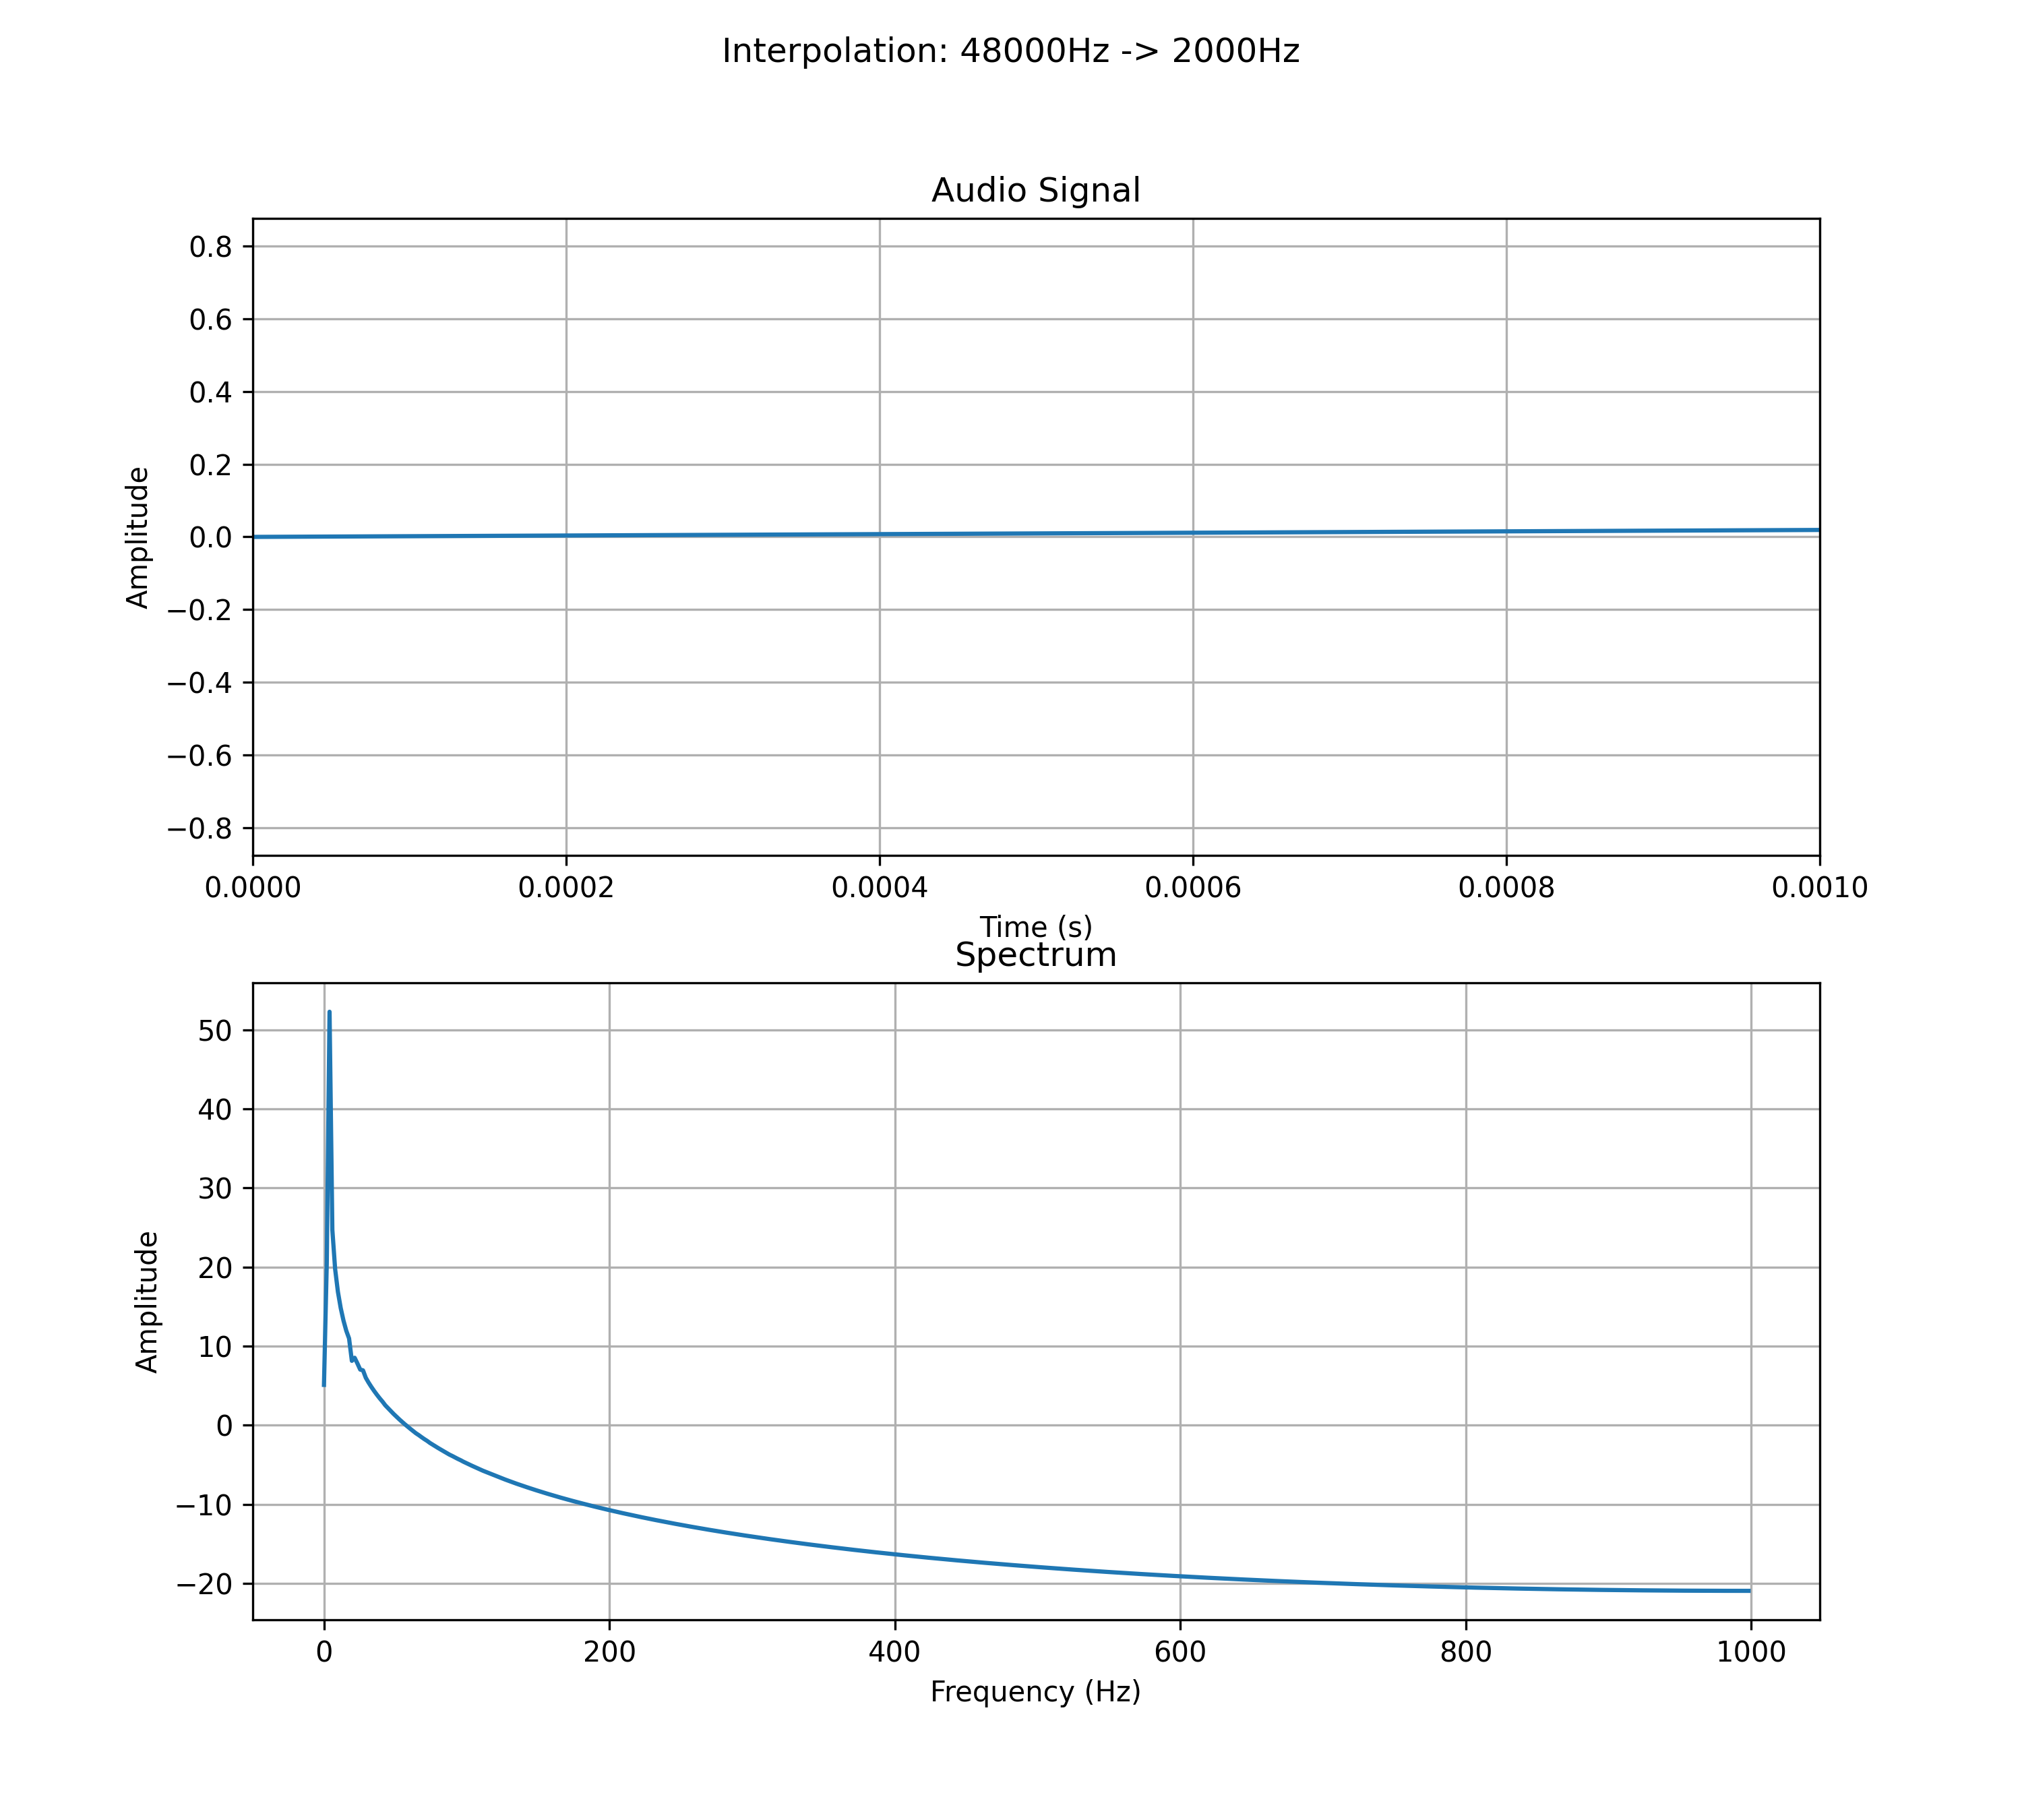 Interpolation: 48000Hz -> 2000Hz
Audio Signal
Amplitude
0.8
0.6
0.4
0.2
0.0
−0.2
−0.4
−0.6
−0.8
0.0000 0.0002 0.0004 0.0006 0.0008 0.0010
Time (s)
Spectrum
Amplitude
50
40
30
20
10
0
−10
−20
0 200 400 600 800 1000
Frequency (Hz)